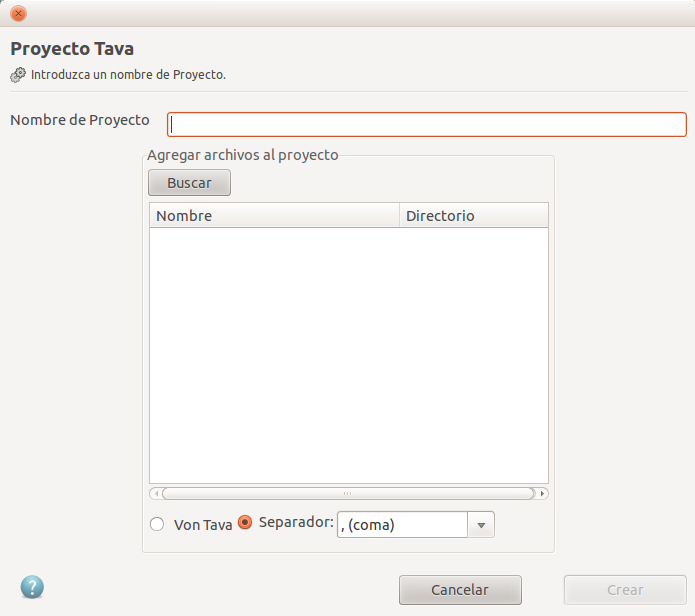 Proyecto Tava
Introduzca un nombre de Proyecto.
Nombre de Proyecto
Agregar archivos al proyecto
Buscar
Nombre Directorio
Von Tava Separador: , (coma)
? Cancelar Crear